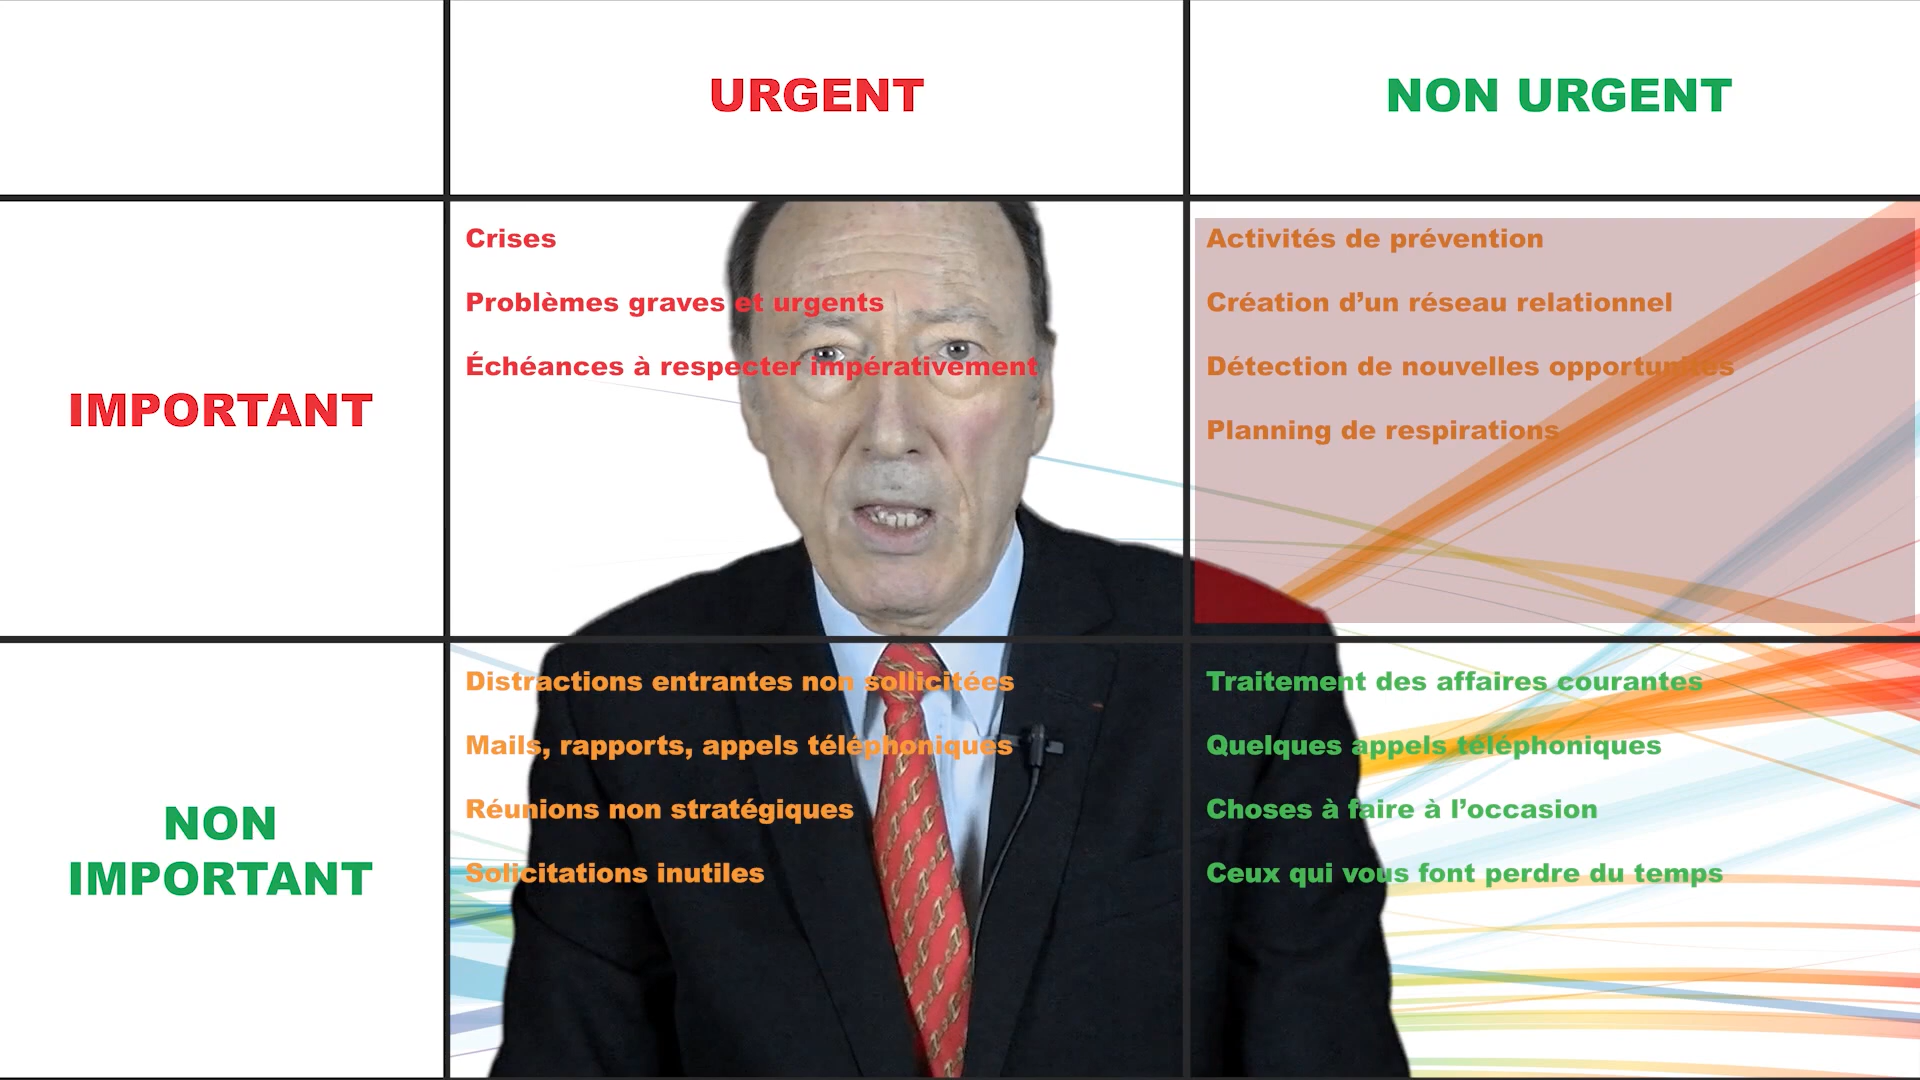 URGENT
NON URGENT
IMPORTANT
Crises
Problèmes graves et urgents
Échéances à respecter impérativement
Activités de prévention
Création d’un réseau relationnel
Détection de nouvelles opportunités
Planning de respirations
NON
IMPORTANT
Distractions entrantes non sollicitées
Mails, rapports, appels téléphoniques
Réunions non stratégiques
Solicitations inutiles
Traitement des affaires courantes
Quelques appels téléphoniques
Choses à faire à l’occasion
Ceux qui vous font perdre du temps